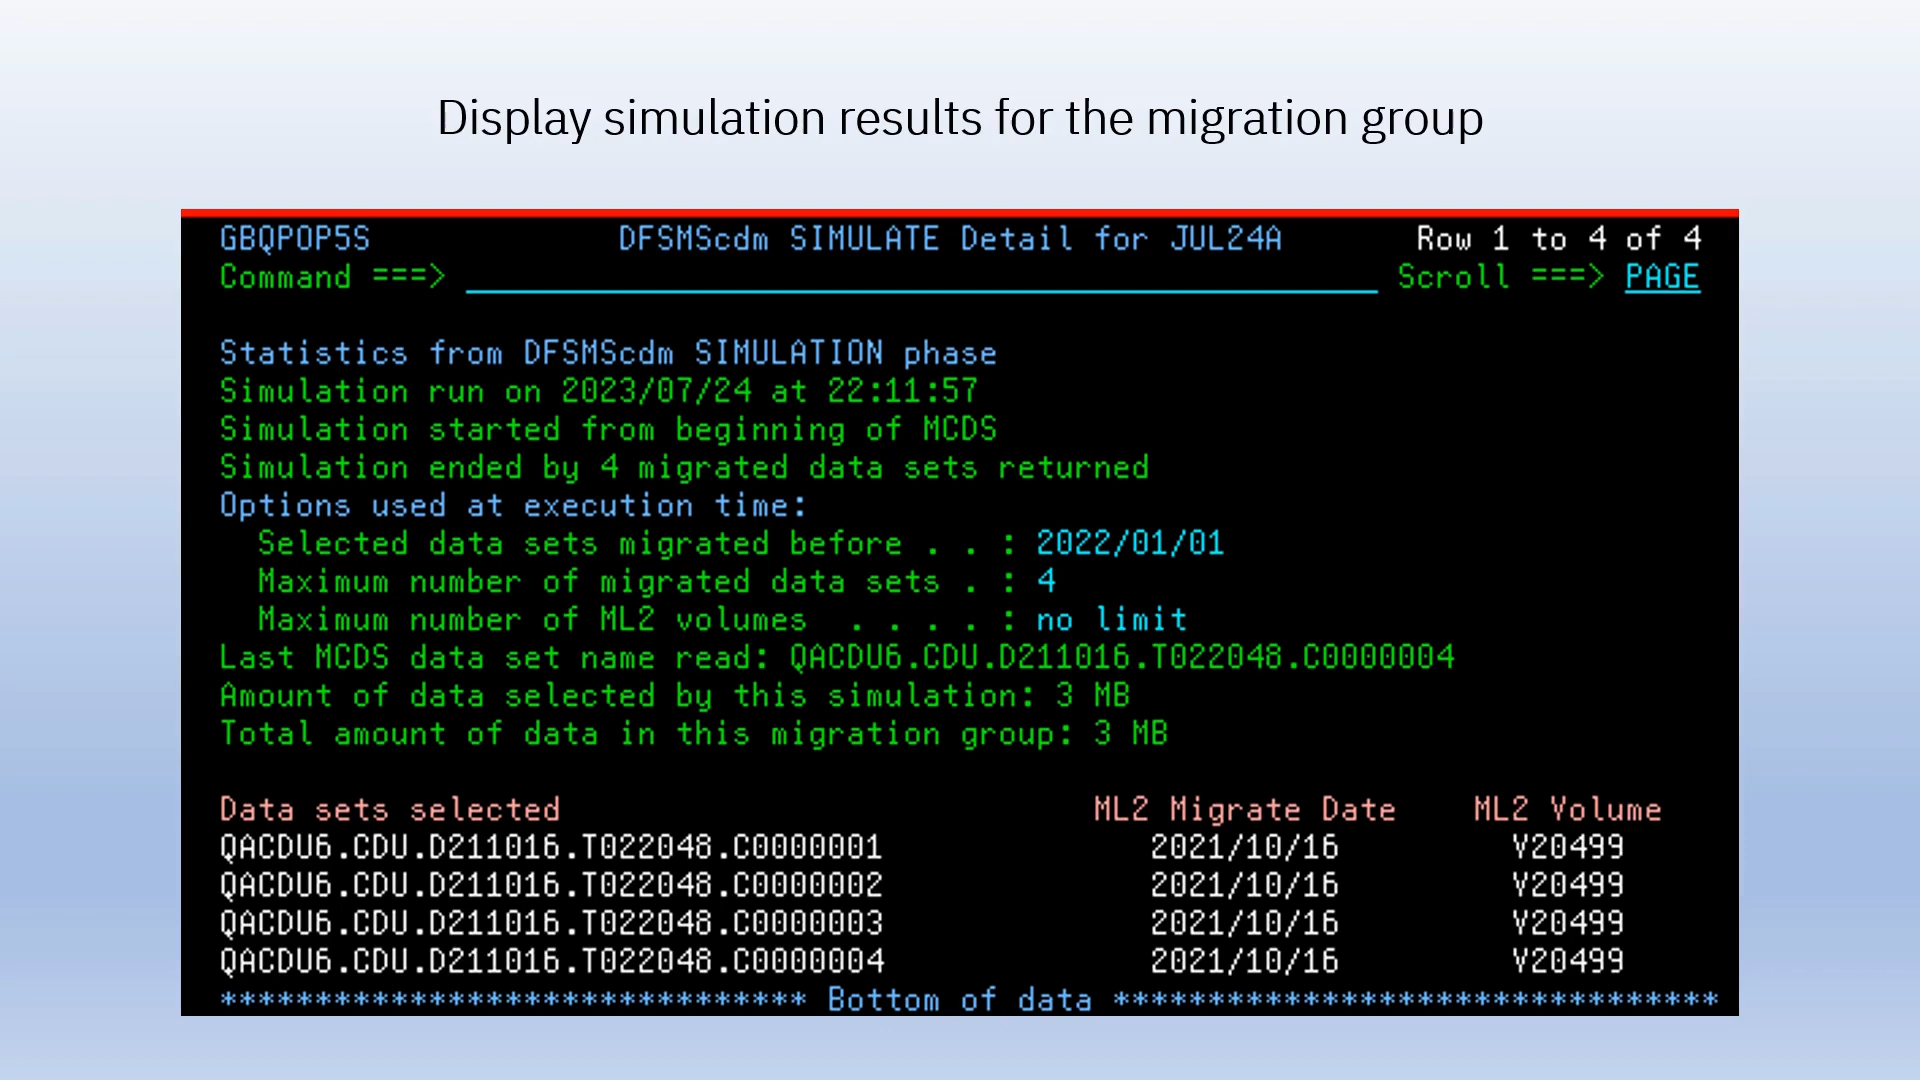 Display simulation results for the migration group
GBQPOP5S DFSMScdm SIMULATE Detail for JUL24A Row 1 to 4 of 4
Command ===> Scroll ===> PAGE
Statistics from DFSMScdm SIMULATION phase
Simulation run on 2023/07/24 at 22:11:57
Simulation started from beginning of MCDS
Simulation ended by 4 migrated data sets returned
Options used at execution time:
Selected data sets migrated before . . : 2022/01/01
Maximum number of migrated data sets . : 4
Maximum number of ML2 volumes . . . . : no limit
Last MCDS data set name read: QACDU6.CDU.D211016.T022048.C0000004
Amount of data selected by this simulation: 3 MB
Total amount of data in this migration group: 3 MB
Data sets selected ML2 Migrate Date ML2 Volume
QACDU6.CDU.D211016.T022048.C0000001 2021/10/16 V20499
QACDU6.CDU.D211016.T022048.C0000002 2021/10/16 V20499
QACDU6.CDU.D211016.T022048.C0000003 2021/10/16 V20499
QACDU6.CDU.D211016.T022048.C0000004 2021/10/16 V20499
******************************* Bottom of data ********************************